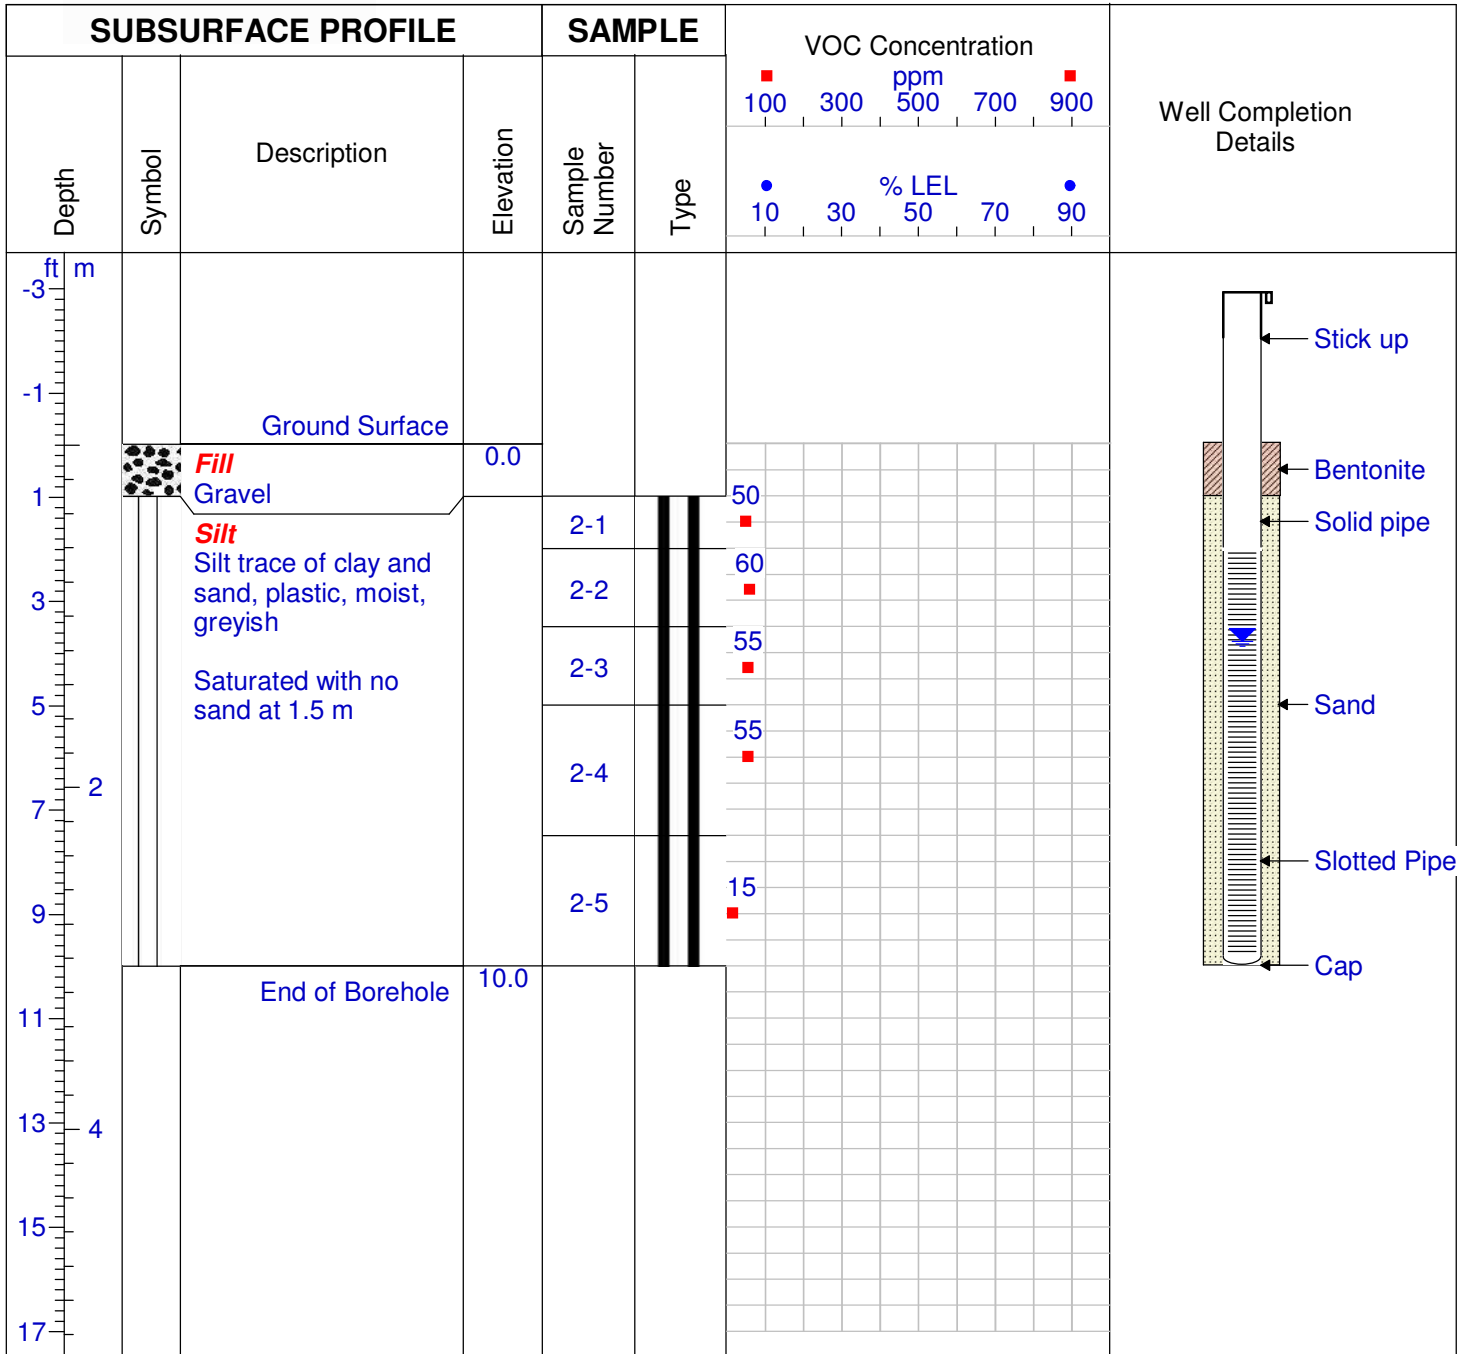 SUBSURFACE PROFILE
SAMPLE
VOC Concentration
ppm
100 300 500 700 900
% LEL
10 30 50 70 90
Well Completion
Details
Depth
Symbol
Description
Elevation
Sample
Number
Type
ft m
-3
-1
1
3
5
7
9
11
13
15
17
2
4
Ground Surface
0.0
Fill
Gravel
Silt
Silt trace of clay and
sand, plastic, moist,
greyish
Saturated with no
sand at 1.5 m
End of Borehole
10.0
2-1
2-2
2-3
2-4
2-5
50
60
55
55
15
Stick up
Bentonite
Solid pipe
Sand
Slotted Pipe
Cap